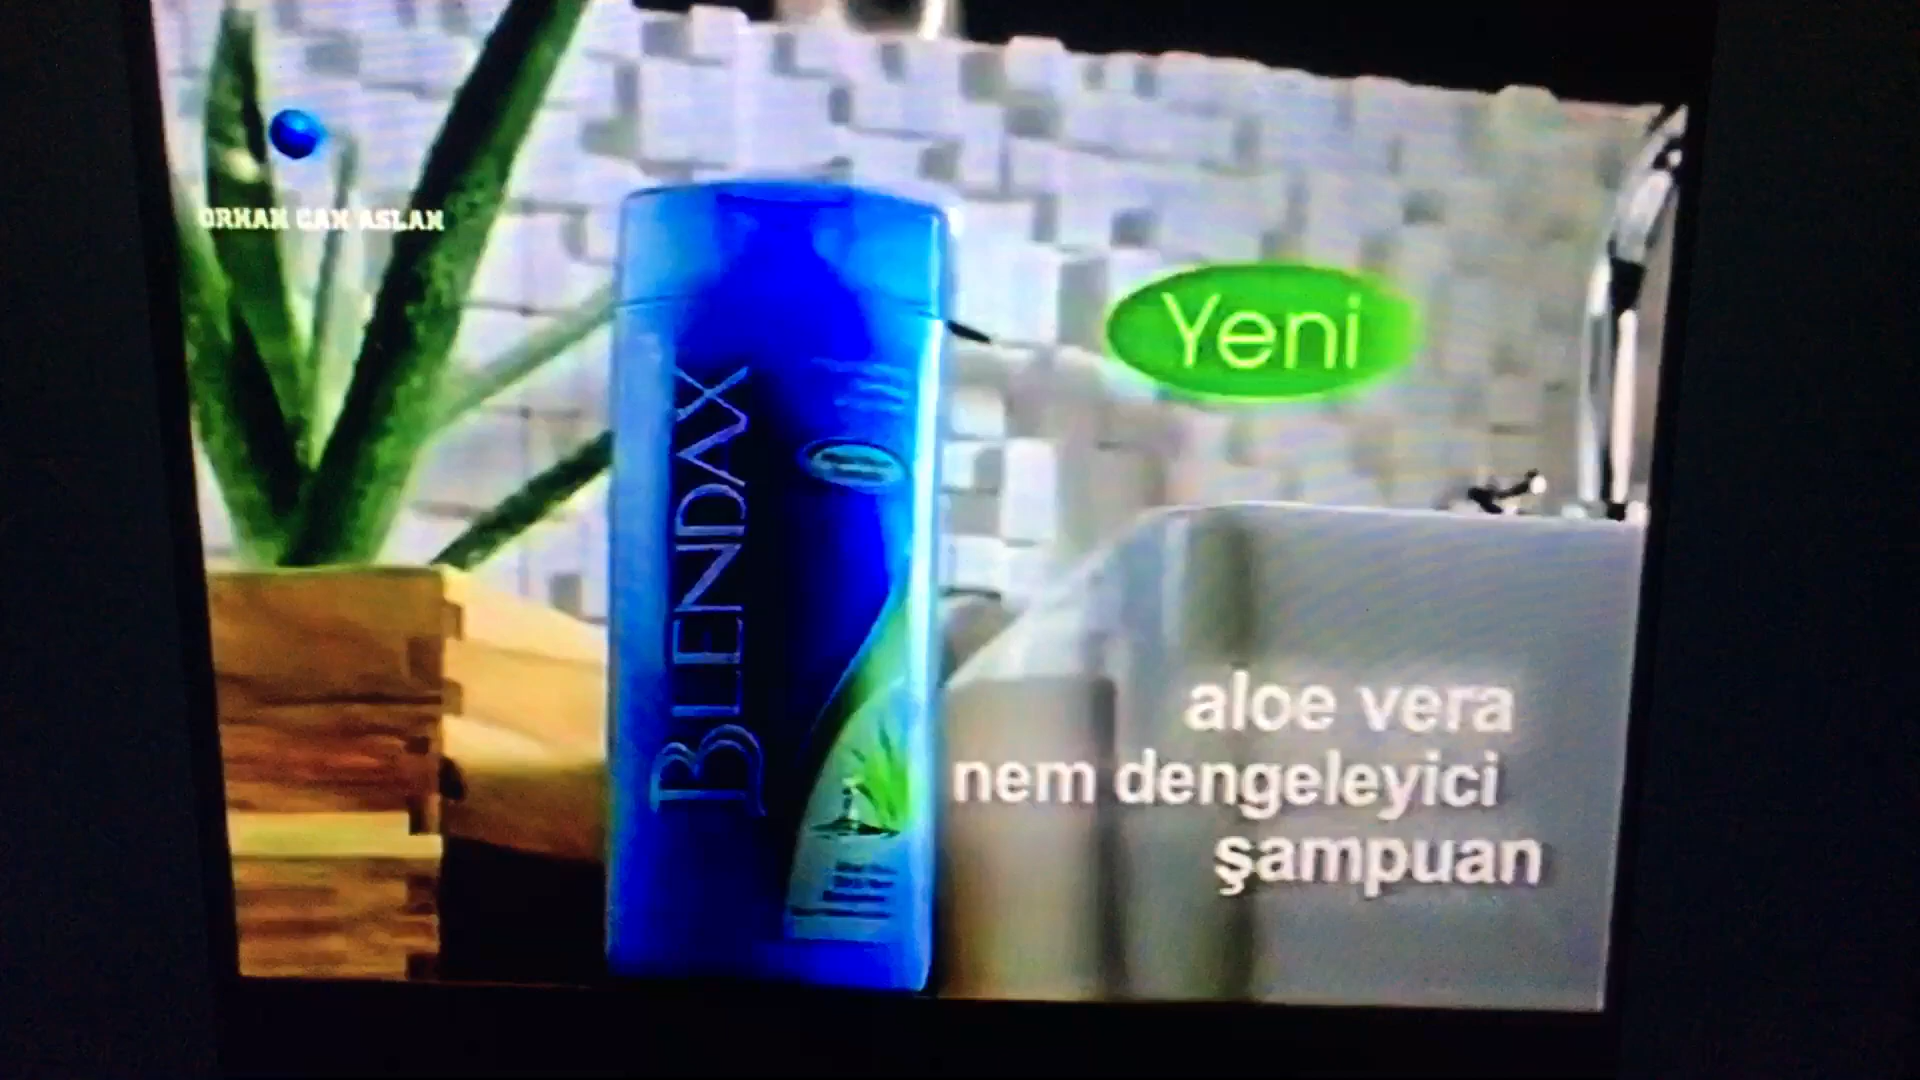 ORHAN CAN ASLAN
Yeni
BLENDAX
aloe vera
nem dengeleyici
şampuan